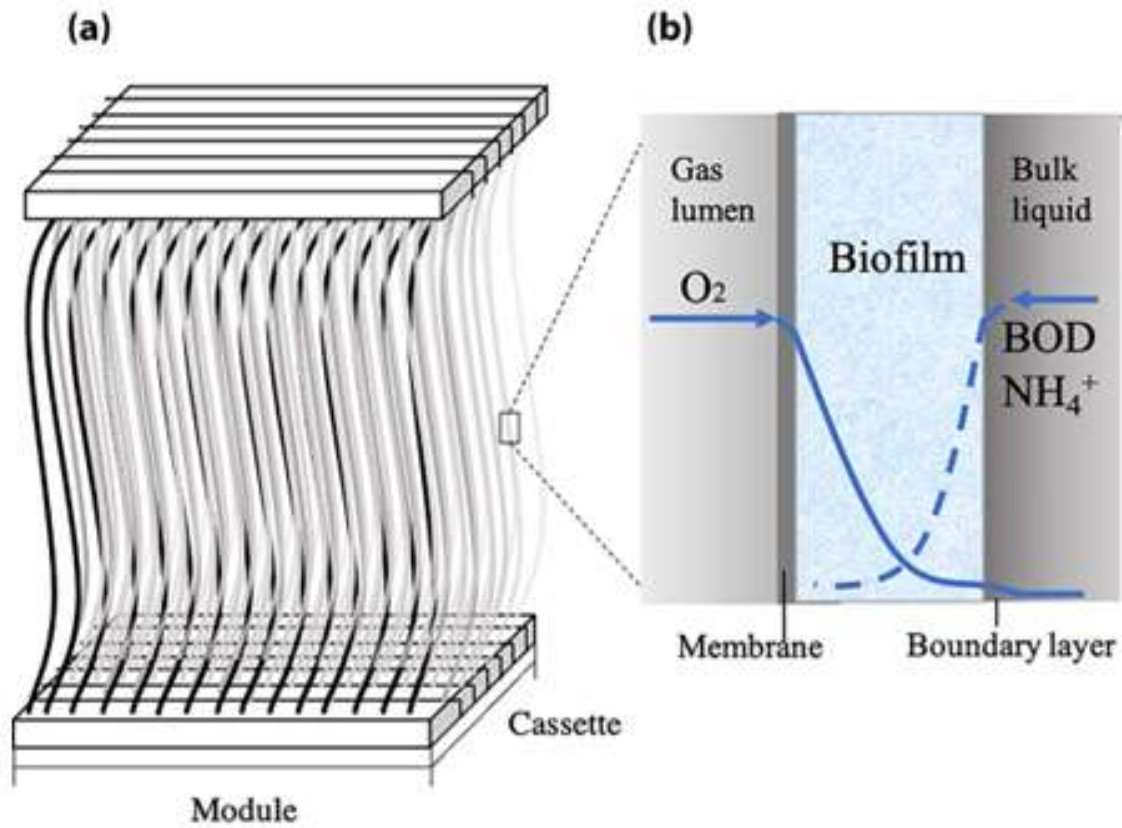 (a)
(b)
Gas
lumen
Bulk
liquid
Biofilm
O₂
BOD
NH₄⁺
Membrane
Boundary layer
Cassette
Module